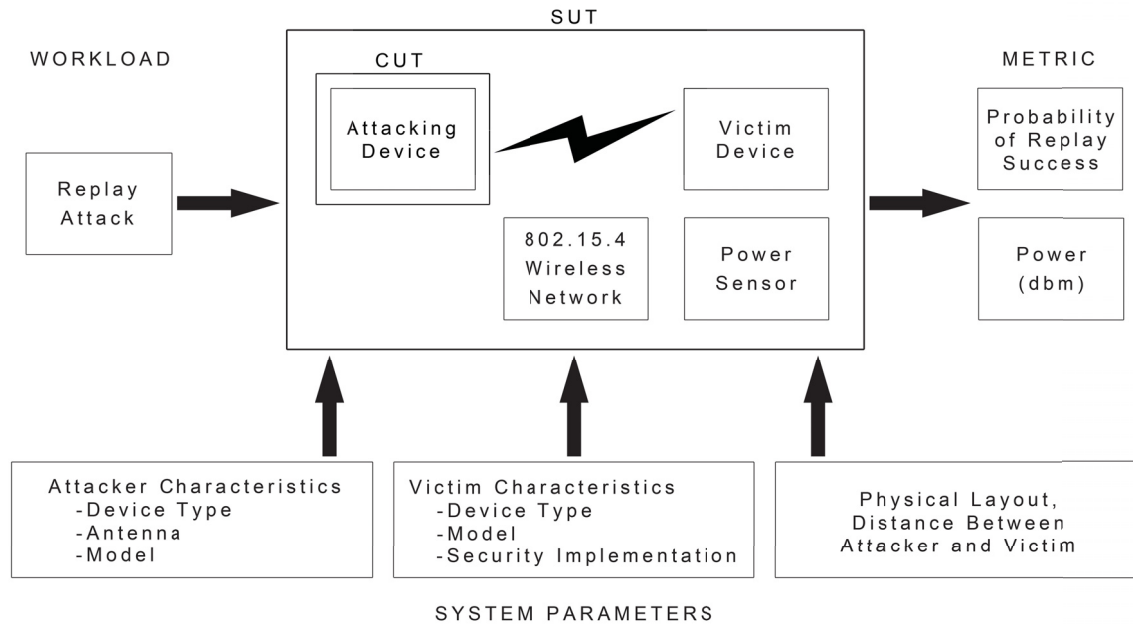 SUT
WORKLOAD
CUT
METRIC
Attacking
Device
Victim
Device
Probability
of Replay
Success
Replay
Attack
802.15.4
Wireless
Network
Power
Sensor
Power
(dbm)
Attacker Characteristics
-Device Type
-Antenna
-Model
Victim Characteristics
-Device Type
-Model
-Security Implementation
Physical Layout,
Distance Between
Attacker and Victim
SYSTEM PARAMETERS